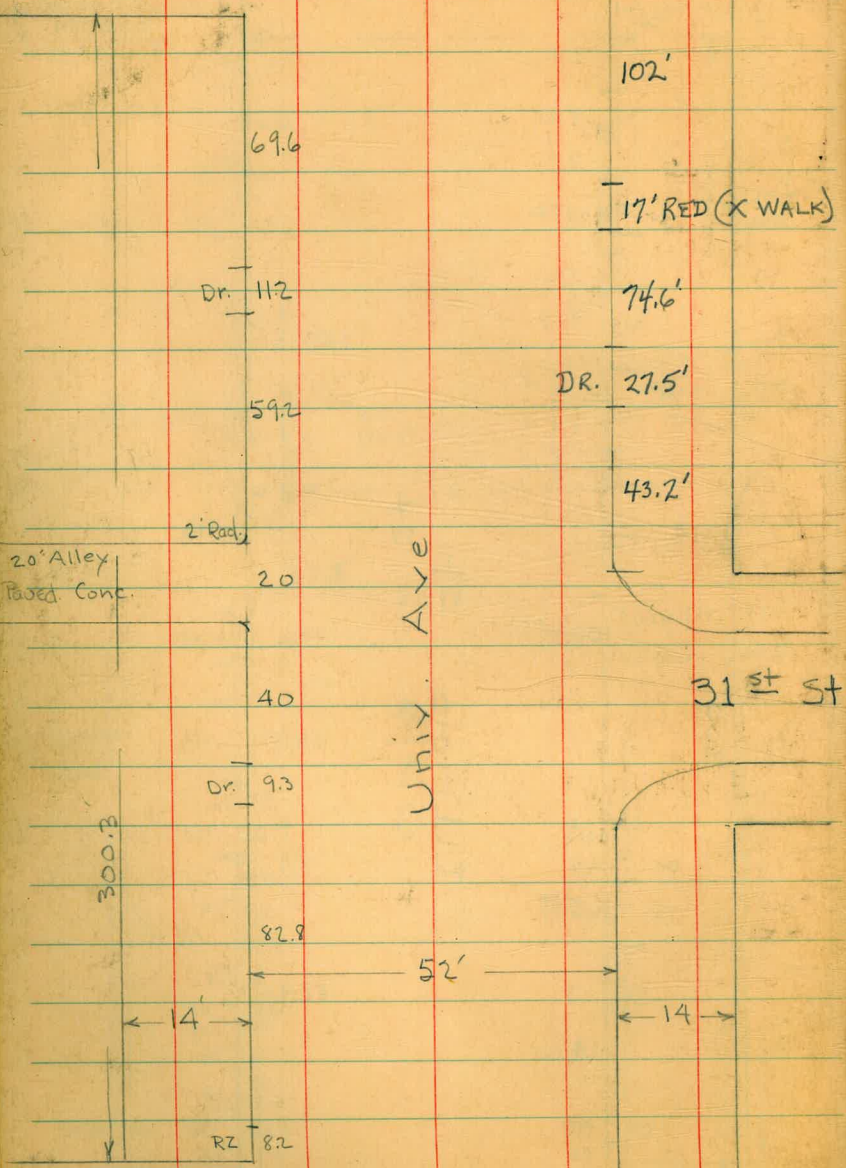 102'
69.6
17' RED (X WALK)
Dr. 11.2
74.6'
DR. 27.5'
59.2
43.2'
2' Rad.
20' Alley
Paved. Conc.
20
Univ. Ave
40
31 st St
Dr. 9.3
300.3
82.8
52'
14'
14
RZ 8.2